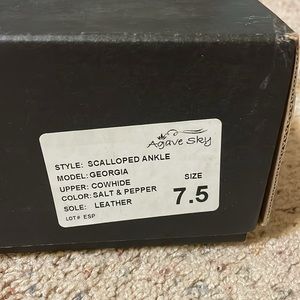 Agave Sky
STYLE: SCALLOPED ANKLE
MODEL: GEORGIA
UPPER: COWHIDE
COLOR: SALT & PEPPER
SOLE: LEATHER
LOT# ESP
SIZE
7.5